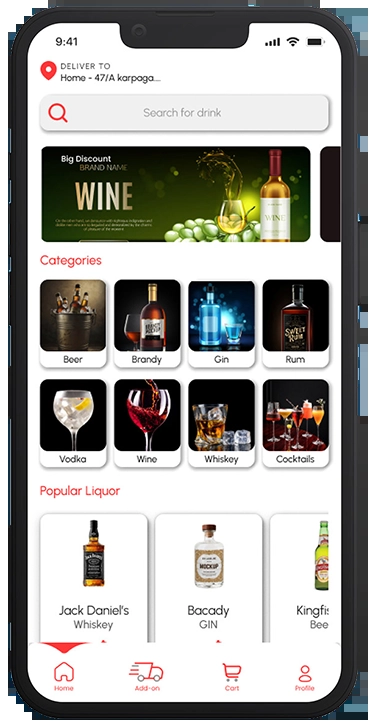 9:41
DELIVER TO
Home - 47/A karpaga....
Search for drink
Big Discount
BRAND NAME
WINE
WINE
Categories
Beer
Brandy
Gin
Rum
SWEET
RUM
Vodka
Wine
Whiskey
Cocktails
Popular Liquor
MOCKUP
Jack Daniel's
Bacady
Kingfis
Whiskey
GIN
Bee
Home
Add-on
Cart
Profile